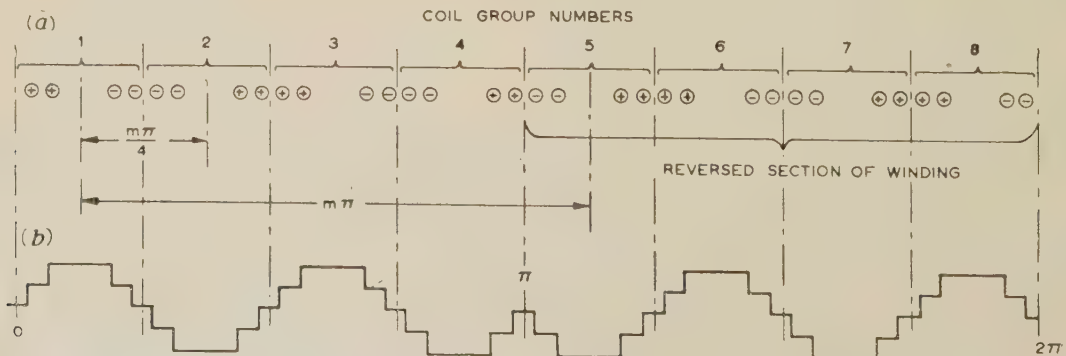 (a)
COIL GROUP NUMBERS
1 2 3 4 5 6 7 8
⊕⊕ ⊖⊖ ⊖⊖ ⊕⊕ ⊕⊕ ⊖⊖ ⊖⊖ ⊕⊕ ⊖⊖ ⊕⊕ ⊕⊕ ⊖⊖ ⊖⊖ ⊕⊕ ⊕⊕ ⊖⊖
mπ
4
REVERSED SECTION OF WINDING
mπ
(b)
π
0
2π